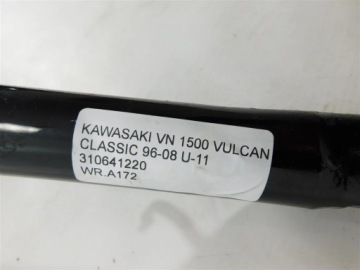 KAWASAKI VN 1500 VULCAN
CLASSIC 96-08 U-11
310641220
WR.A172